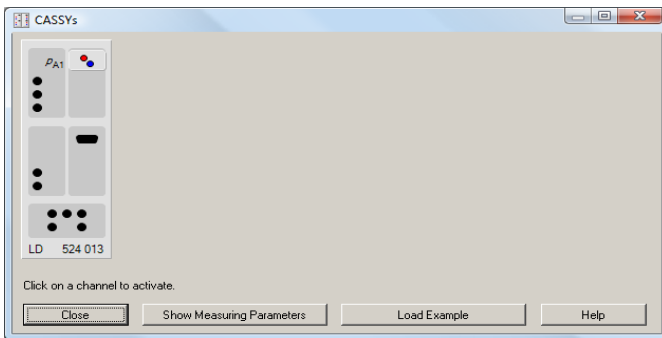 CASSYs
pA1
LD 524 013
Click on a channel to activate.
Close Show Measuring Parameters Load Example Help